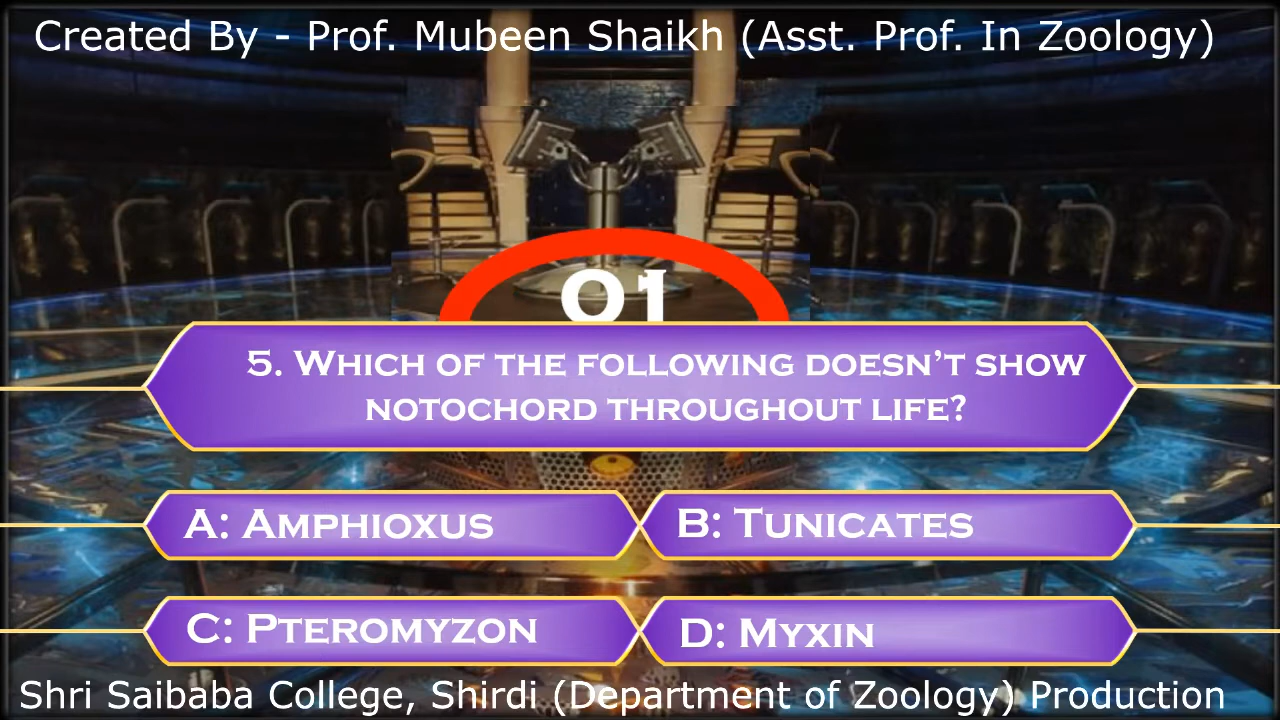 Created By - Prof. Mubeen Shaikh (Asst. Prof. In Zoology)
01
5. Which of the following doesn't show
notochord throughout life?
A: Amphioxus
B: Tunicates
C: Pteromyzon
D: Myxin
Shri Saibaba College, Shirdi (Department of Zoology) Production